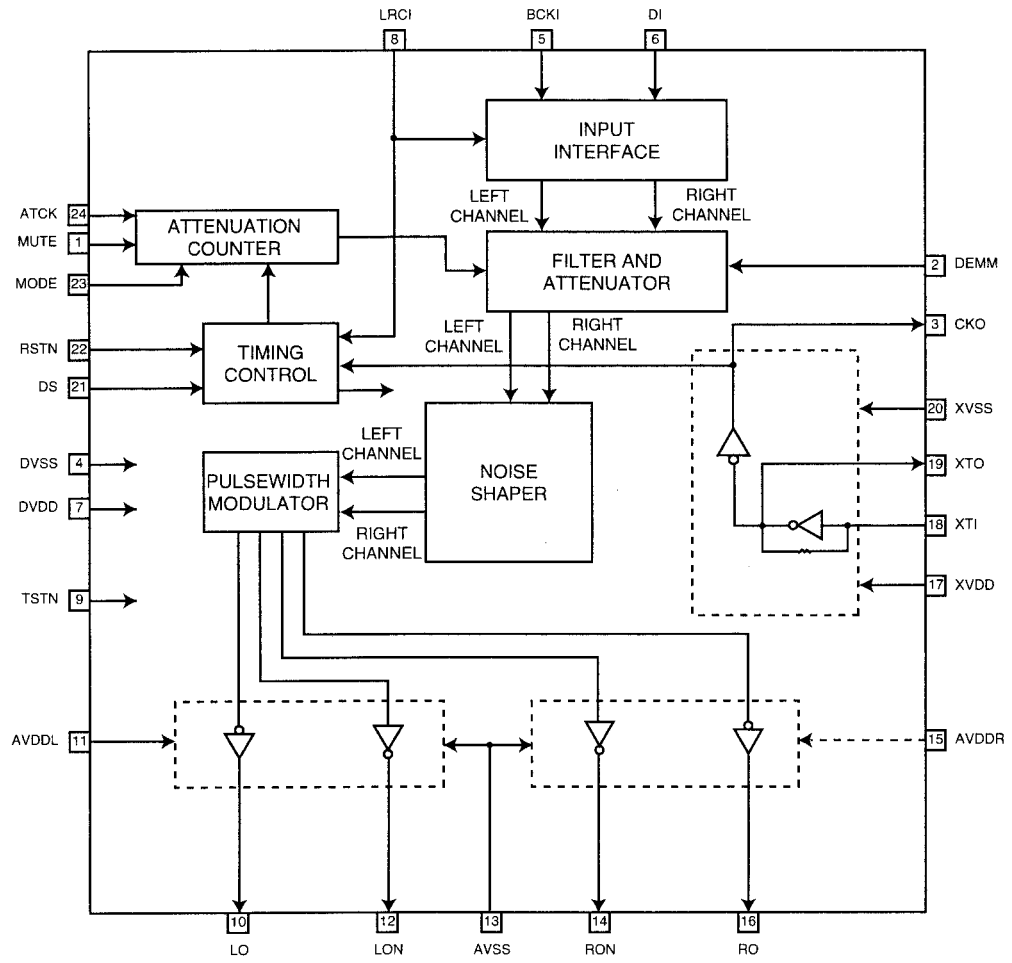 LRCI BCKI DI
8 5 6
INPUT
INTERFACE
LEFT
CHANNEL
RIGHT
CHANNEL
ATCK 24
MUTE 1
MODE 23
ATTENUATION
COUNTER
FILTER AND
ATTENUATOR
2 DEMM
3 CKO
LEFT
CHANNEL
RIGHT
CHANNEL
RSTN 22
DS 21
TIMING
CONTROL
20 XVSS
19 XTO
18 XTI
17 XVDD
DVSS 4
DVDD 7
LEFT
CHANNEL
PULSEWIDTH
MODULATOR
RIGHT
CHANNEL
NOISE
SHAPER
TSTN 9
AVDDL 11
15 AVDDR
10 12 13 14 16
LO LON AVSS RON RO